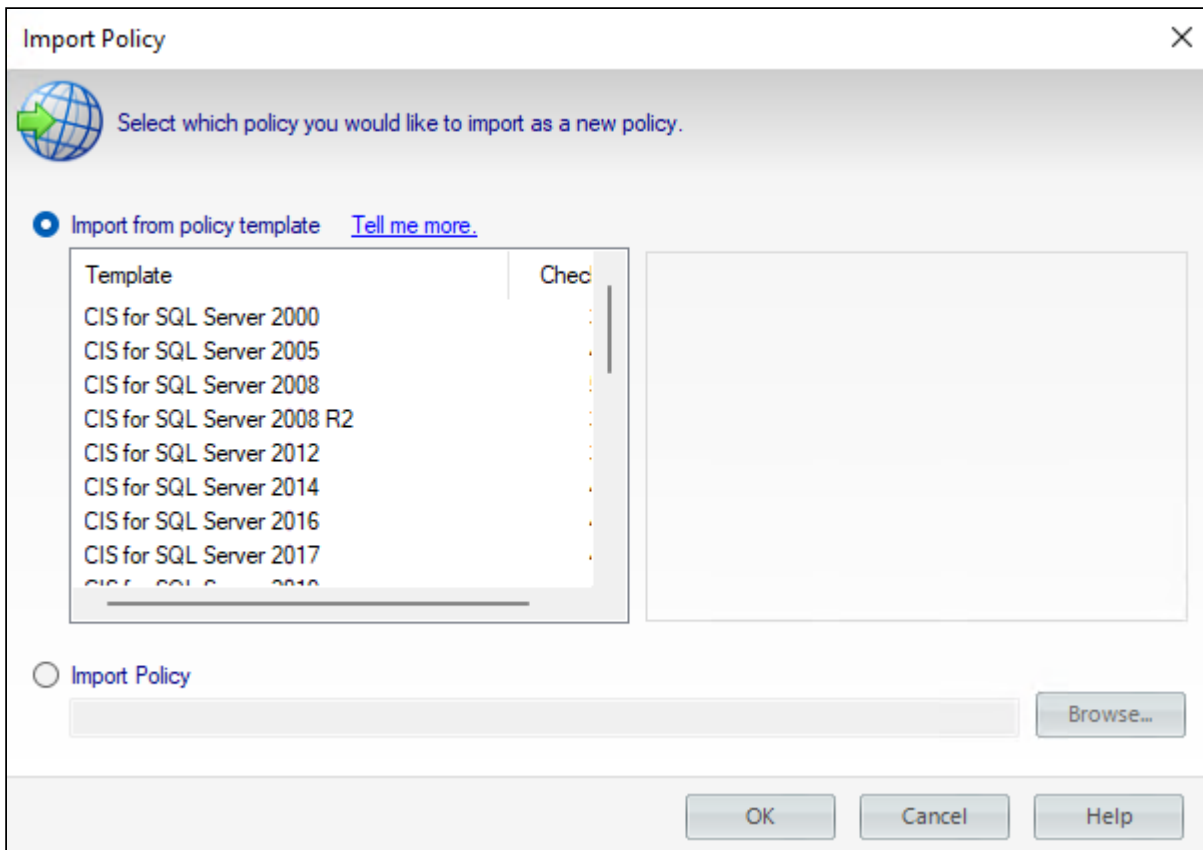 Import Policy
Select which policy you would like to import as a new policy.
Import from policy template Tell me more.
Template
CIS for SQL Server 2000
CIS for SQL Server 2005
CIS for SQL Server 2008
CIS for SQL Server 2008 R2
CIS for SQL Server 2012
CIS for SQL Server 2014
CIS for SQL Server 2016
CIS for SQL Server 2017
Import Policy
Browse...
OK Cancel Help